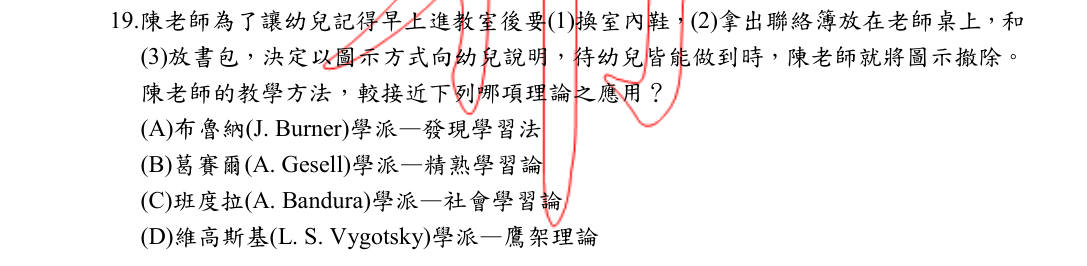 19.陳老師為了讓幼兒記得早上進教室後要(1)換室內鞋，(2)拿出聯絡簿放在老師桌上，和
(3)放書包，決定以圖示方式向幼兒說明，待幼兒皆能做到時，陳老師就將圖示撤除。
陳老師的教學方法，較接近下列哪項理論之應用？
(A)布魯納(J. Burner)學派—發現學習法
(B)葛賽爾(A. Gesell)學派—精熟學習論
(C)班度拉(A. Bandura)學派—社會學習論
(D)維高斯基(L. S. Vygotsky)學派—鷹架理論